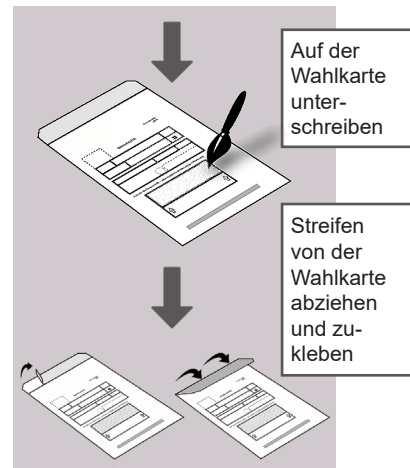 Auf der
Wahlkarte
unter-
schreiben
Streifen
von der
Wahlkarte
abziehen
und zu-
kleben